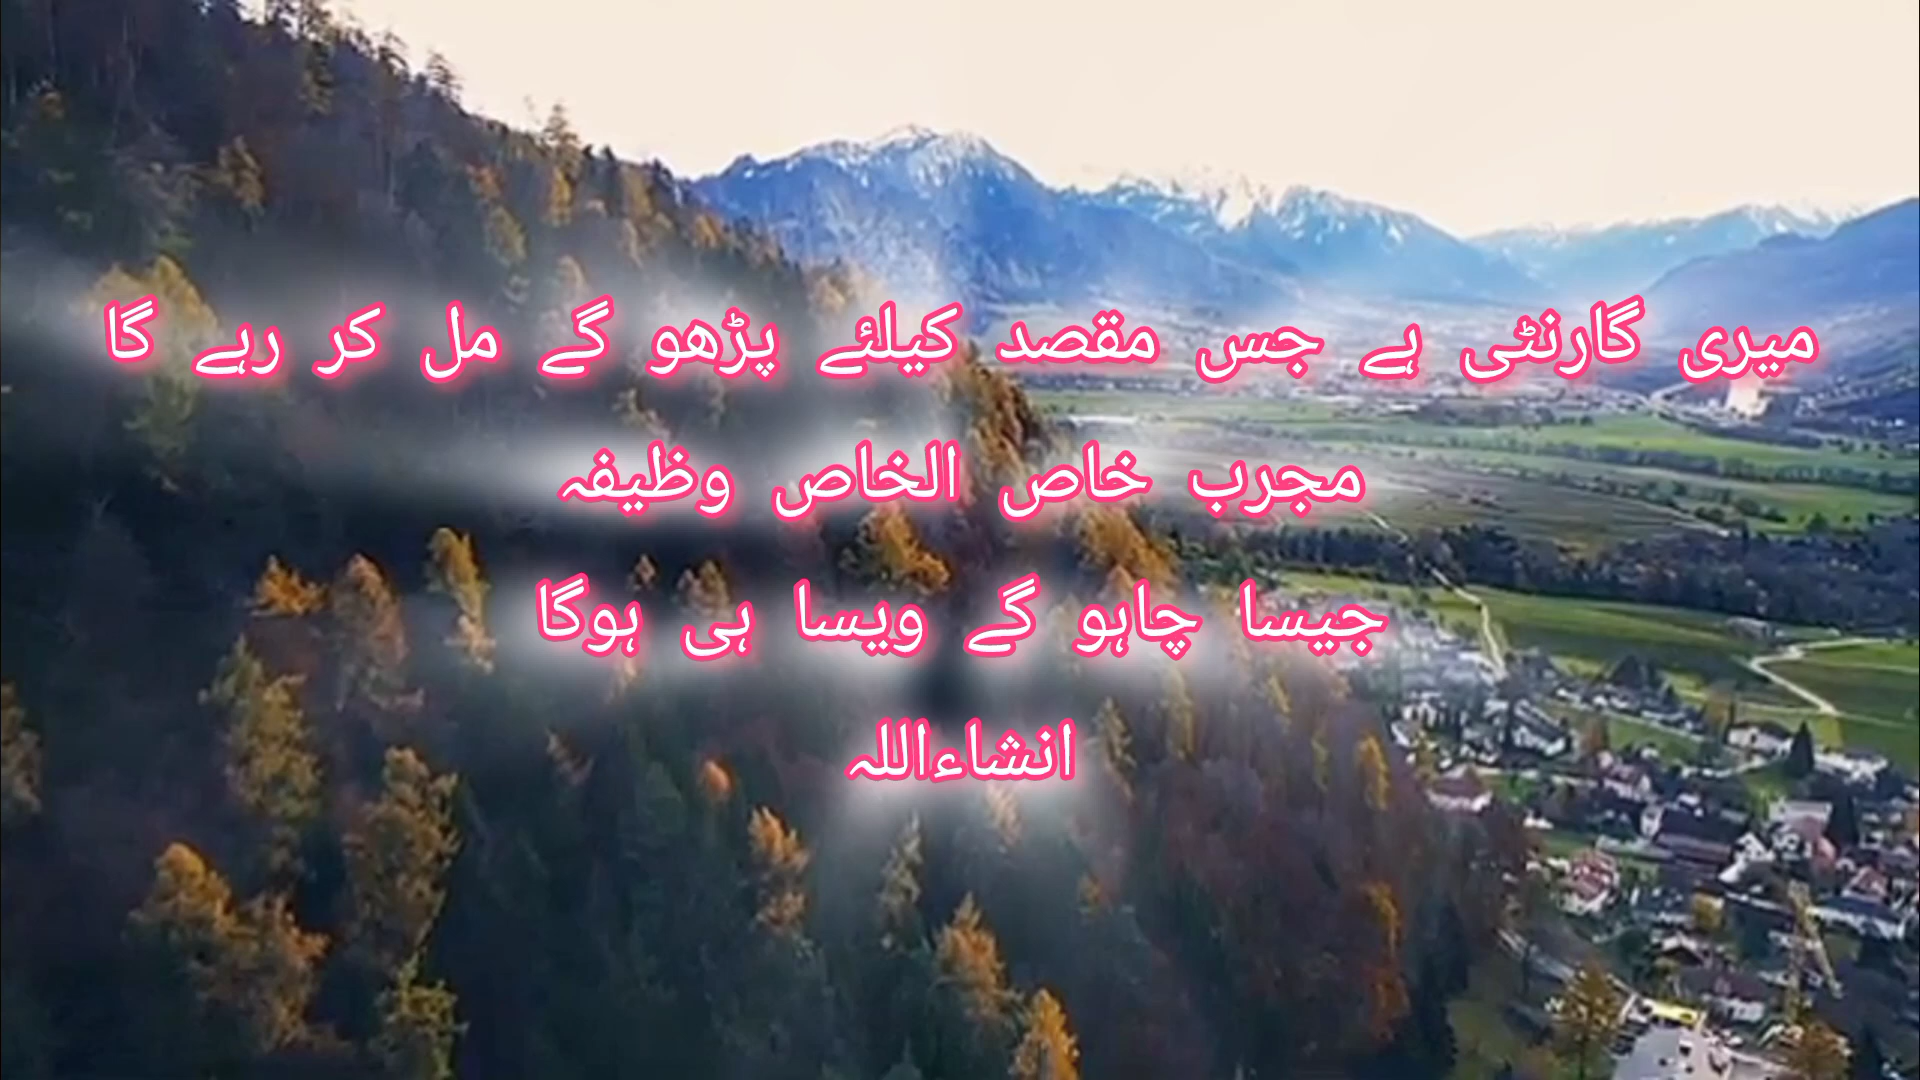 میری گارنٹی ہے جس مقصد کیلئے پڑھو گے مل کر رہے گا
مجرب خاص الخاص وظیفہ
جیسا چاہو گے ویسا ہی ہوگا
انشاءاللہ